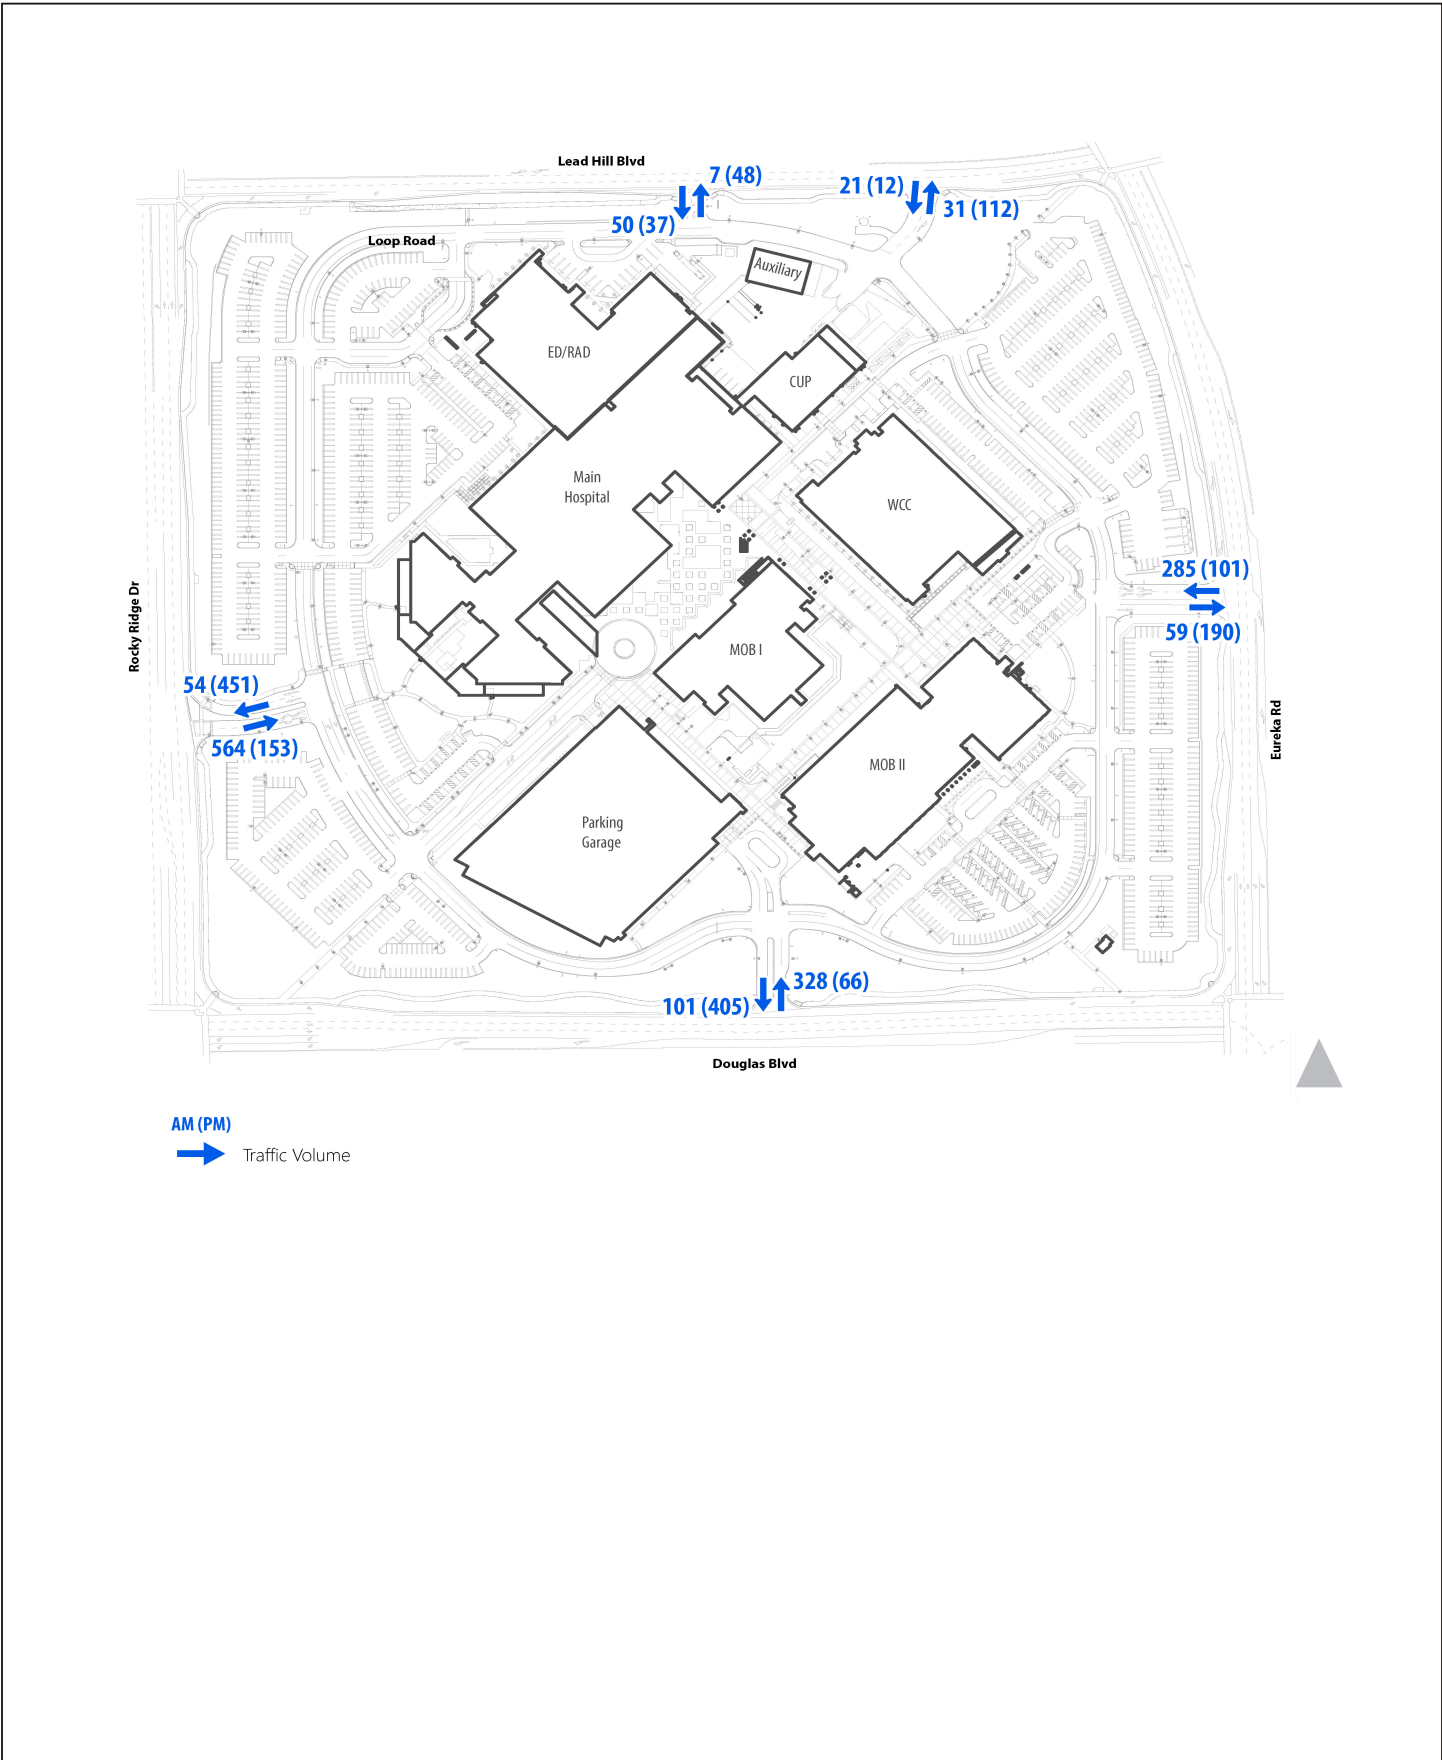 Lead Hill Blvd
7 (48)
21 (12)
31 (112)
50 (37)
Loop Road
Auxiliary
ED/RAD
CUP
Main
Hospital
WCC
285 (101)
59 (190)
Rocky Ridge Dr
MOB I
54 (451)
564 (153)
Eureka Rd
MOB II
Parking
Garage
328 (66)
101 (405)
Douglas Blvd
AM (PM)
Traffic Volume